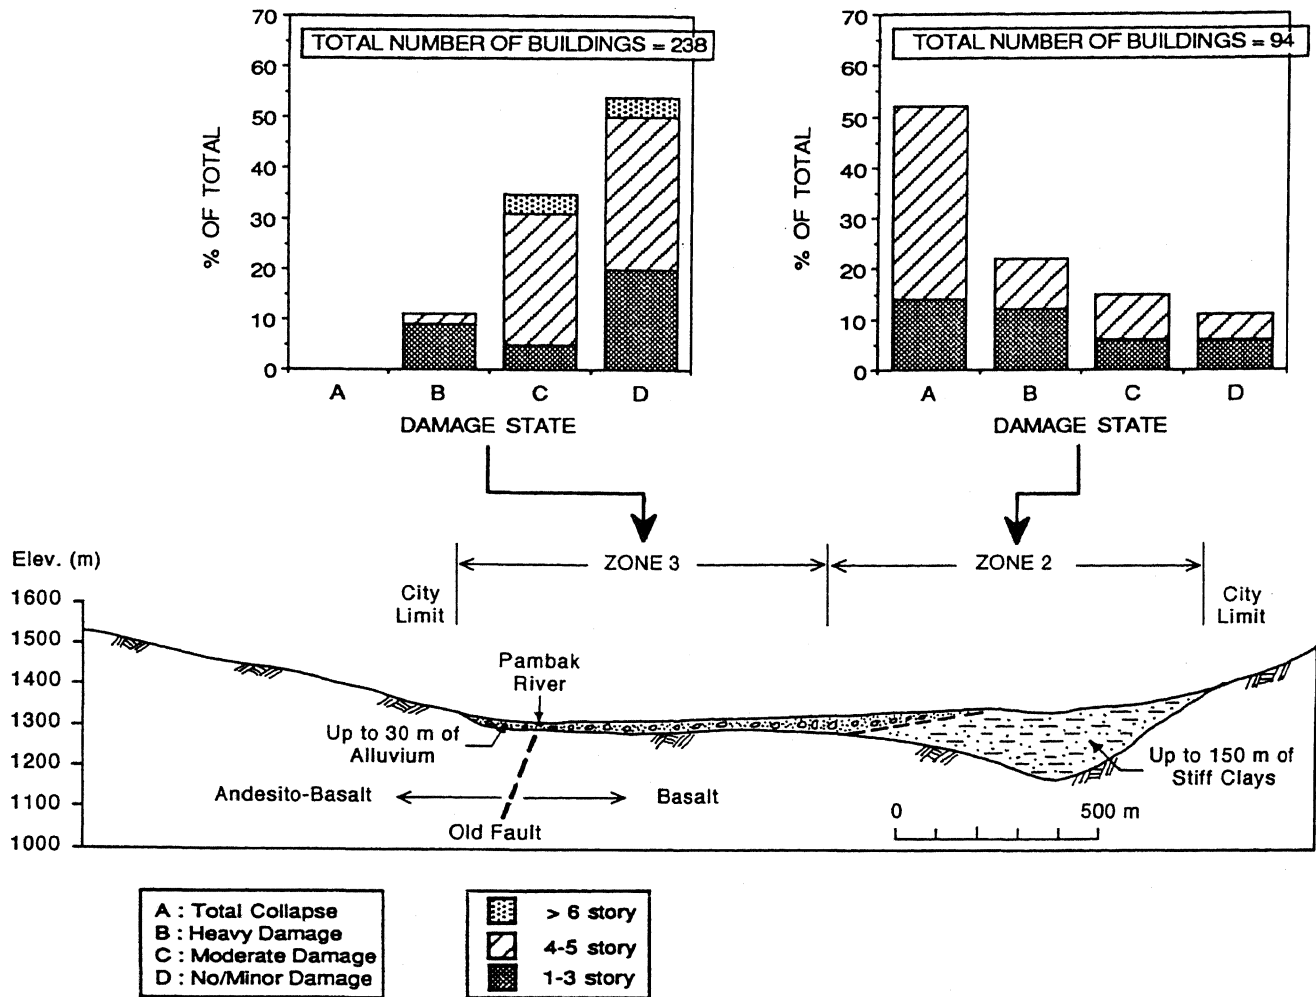 70
60
50
40
30
20
10
0
% OF TOTAL
TOTAL NUMBER OF BUILDINGS = 238
A B C D
DAMAGE STATE
70
60
50
40
30
20
10
0
% OF TOTAL
TOTAL NUMBER OF BUILDINGS = 94
A B C D
DAMAGE STATE
Elev. (m)
1600
1500
1400
1300
1200
1100
1000
City
Limit
ZONE 3
ZONE 2
City
Limit
Pambak
River
Up to 30 m of
Alluvium
Andesito-Basalt
Basalt
Old Fault
Up to 150 m of
Stiff Clays
0 500 m
A : Total Collapse
B : Heavy Damage
C : Moderate Damage
D : No/Minor Damage
> 6 story
4-5 story
1-3 story